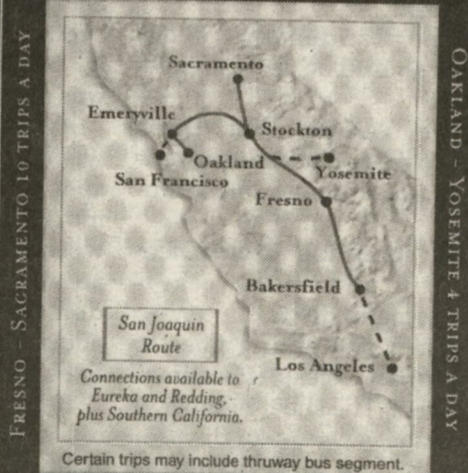 FRESNO – SACRAMENTO 10 TRIPS A DAY
Sacramento
Emeryville
Stockton
Oakland
San Francisco
Yosemite
Fresno
Bakersfield
Los Angeles
San Joaquin
Route
Connections available to
Eureka and Redding,
plus Southern California.
OAKLAND – YOSEMITE 4 TRIPS A DAY
Certain trips may include thruway bus segment.